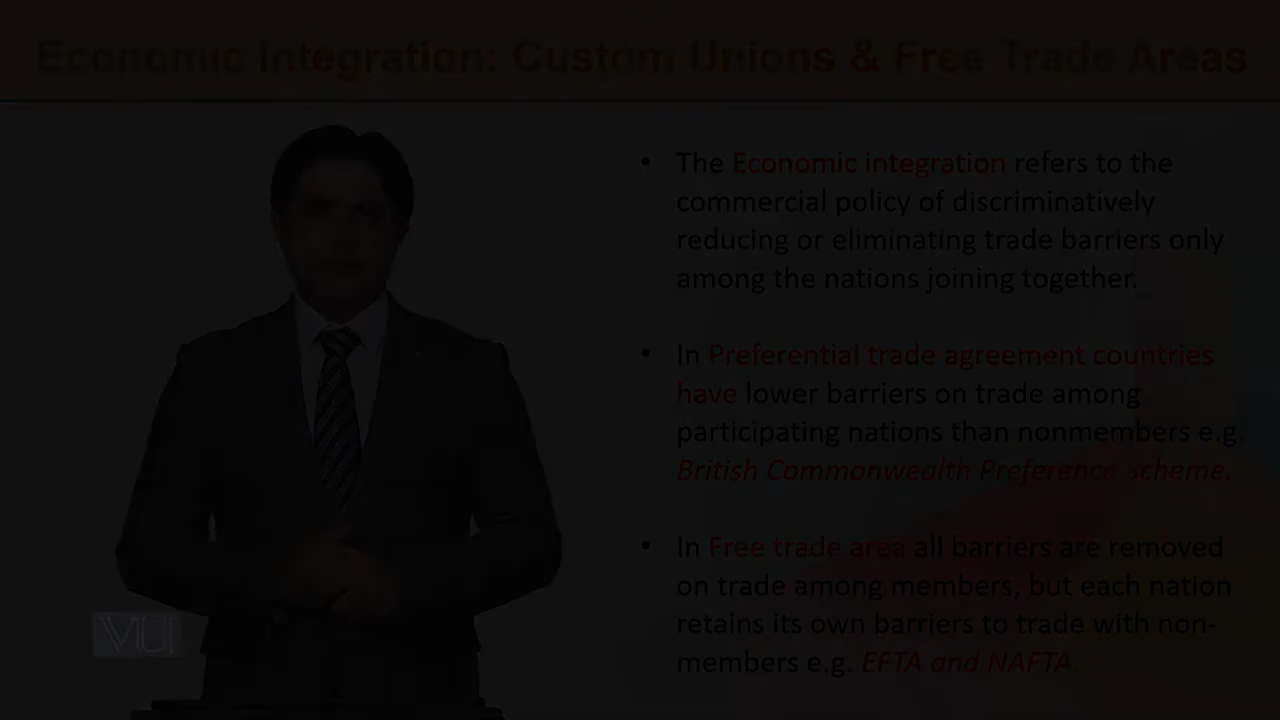 Economic Integration: Custom Unions & Free Trade Areas
• The Economic integration refers to the
commercial policy of discriminatively
reducing or eliminating trade barriers only
among the nations joining together.
• In Preferential trade agreement countries
have lower barriers on trade among
participating nations than nonmembers e.g.
British Commonwealth Preference Scheme.
• In Free trade area all barriers are removed
on trade among members, but each nation
retains its own barriers to trade with non-
members e.g. EFTA and NAFTA
VU